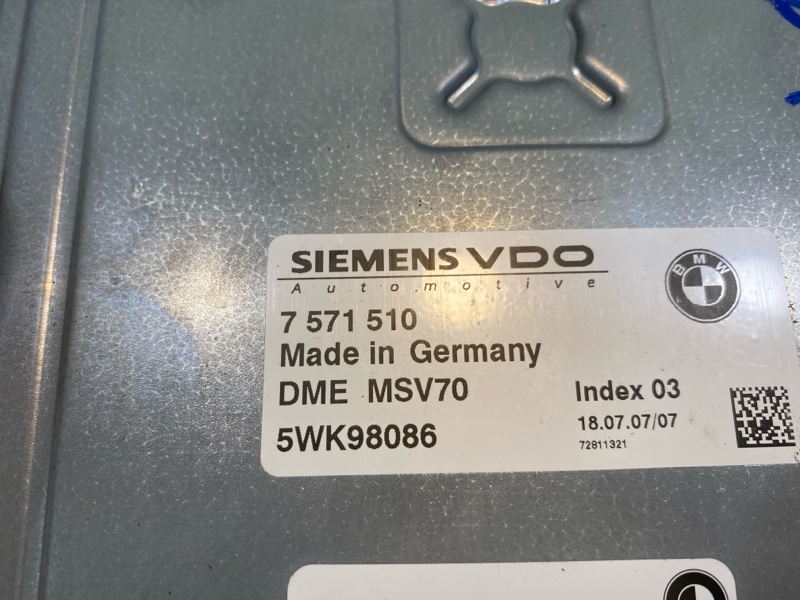 SIEMENS VDO
Automotive
BMW
7 571 510
Made in Germany
DME MSV70
Index 03
5WK98086
18.07.07/07
72811321